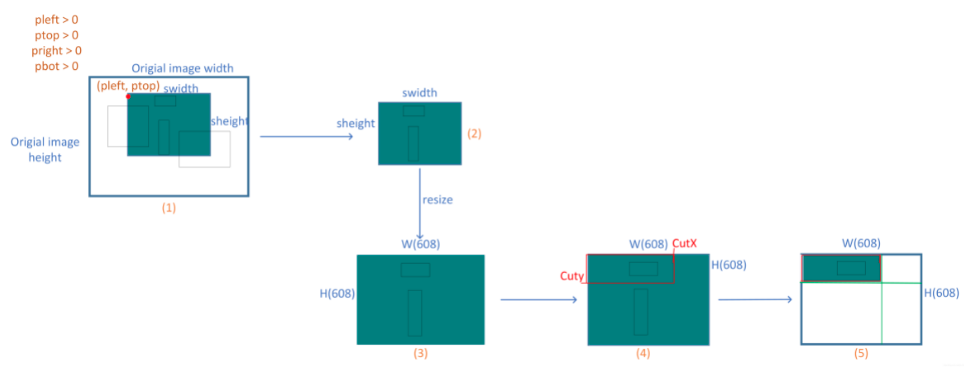 pleft > 0
ptop > 0
pright > 0
pbot > 0
Origial image width
(pleft, ptop)
swidth
sheight
Origial image
height
(1)
swidth
sheight
(2)
resize
W(608)
H(608)
(3)
W(608)
CutX
Cuty
H(608)
(4)
W(608)
H(608)
(5)